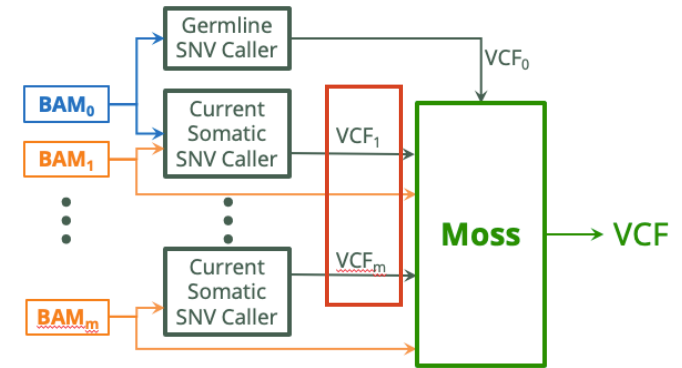 Germline
SNV Caller
VCF₀
BAM₀
Current
Somatic
SNV Caller
VCF₁
BAM₁
Moss
VCF
Current
Somatic
SNV Caller
VCFₘ
BAMₘ